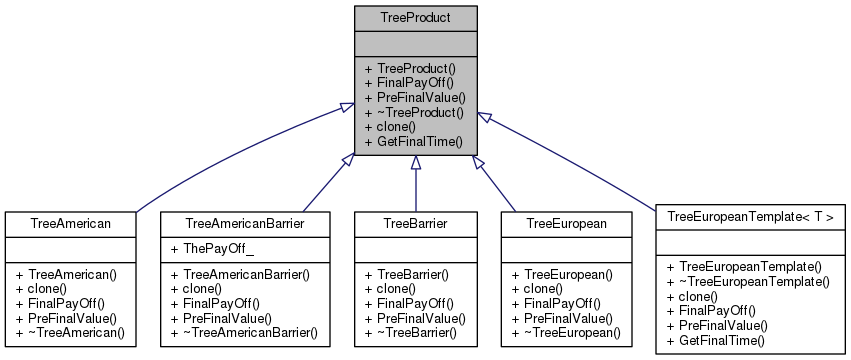 TreeProduct
+ TreeProduct()
+ FinalPayOff()
+ PreFinalValue()
+ ~TreeProduct()
+ clone()
+ GetFinalTime()
TreeAmerican
+ TreeAmerican()
+ clone()
+ FinalPayOff()
+ PreFinalValue()
+ ~TreeAmerican()
TreeAmericanBarrier
+ ThePayOff_
+ TreeAmericanBarrier()
+ clone()
+ FinalPayOff()
+ PreFinalValue()
+ ~TreeAmericanBarrier()
TreeBarrier
+ TreeBarrier()
+ clone()
+ FinalPayOff()
+ PreFinalValue()
+ ~TreeBarrier()
TreeEuropean
+ TreeEuropean()
+ clone()
+ FinalPayOff()
+ PreFinalValue()
+ ~TreeEuropean()
TreeEuropeanTemplate< T >
+ TreeEuropeanTemplate()
+ ~TreeEuropeanTemplate()
+ clone()
+ FinalPayOff()
+ PreFinalValue()
+ GetFinalTime()